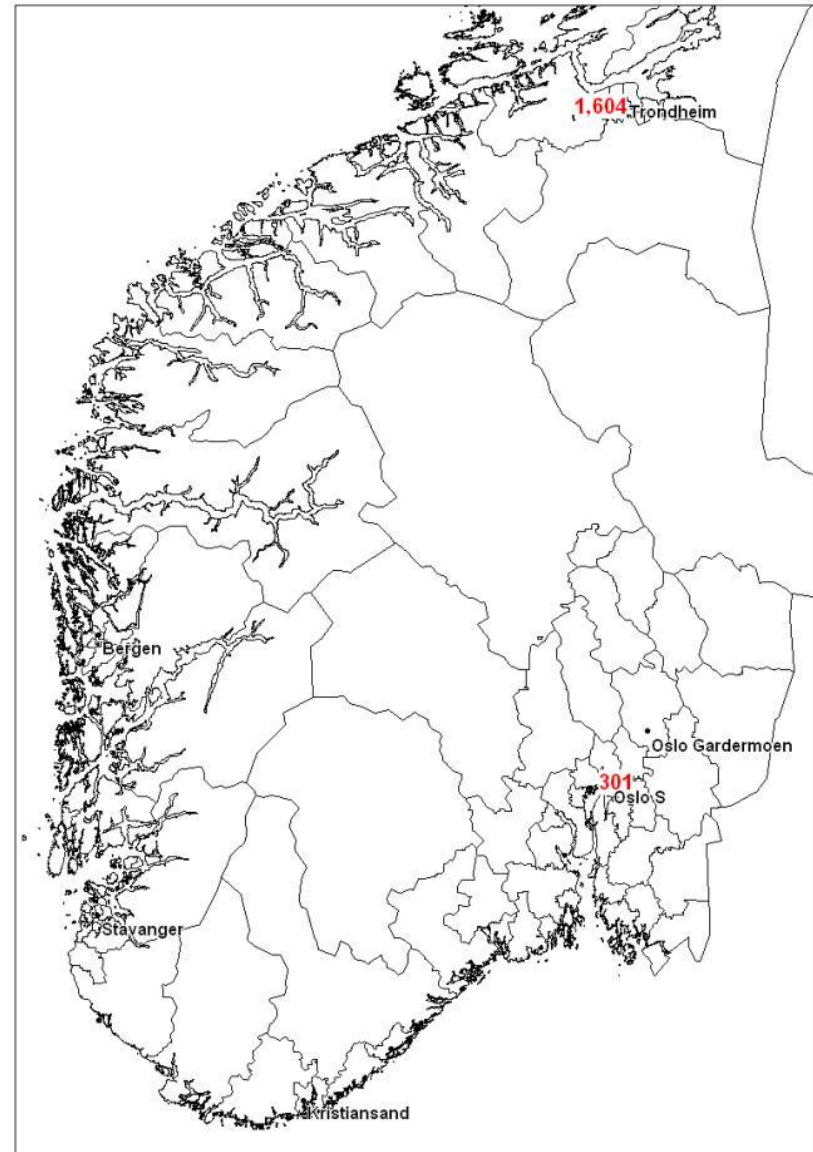 1,604
Trondheim
Bergen
Oslo Gardermoen
301
Oslo S
Stavanger
Kristiansand